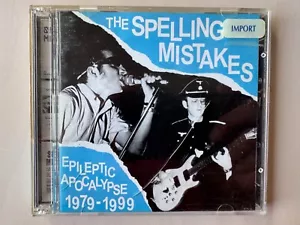 THE SPELLING
MISTAKES
IMPORT
EPILEPTIC
APOCALYPSE
1979-1999